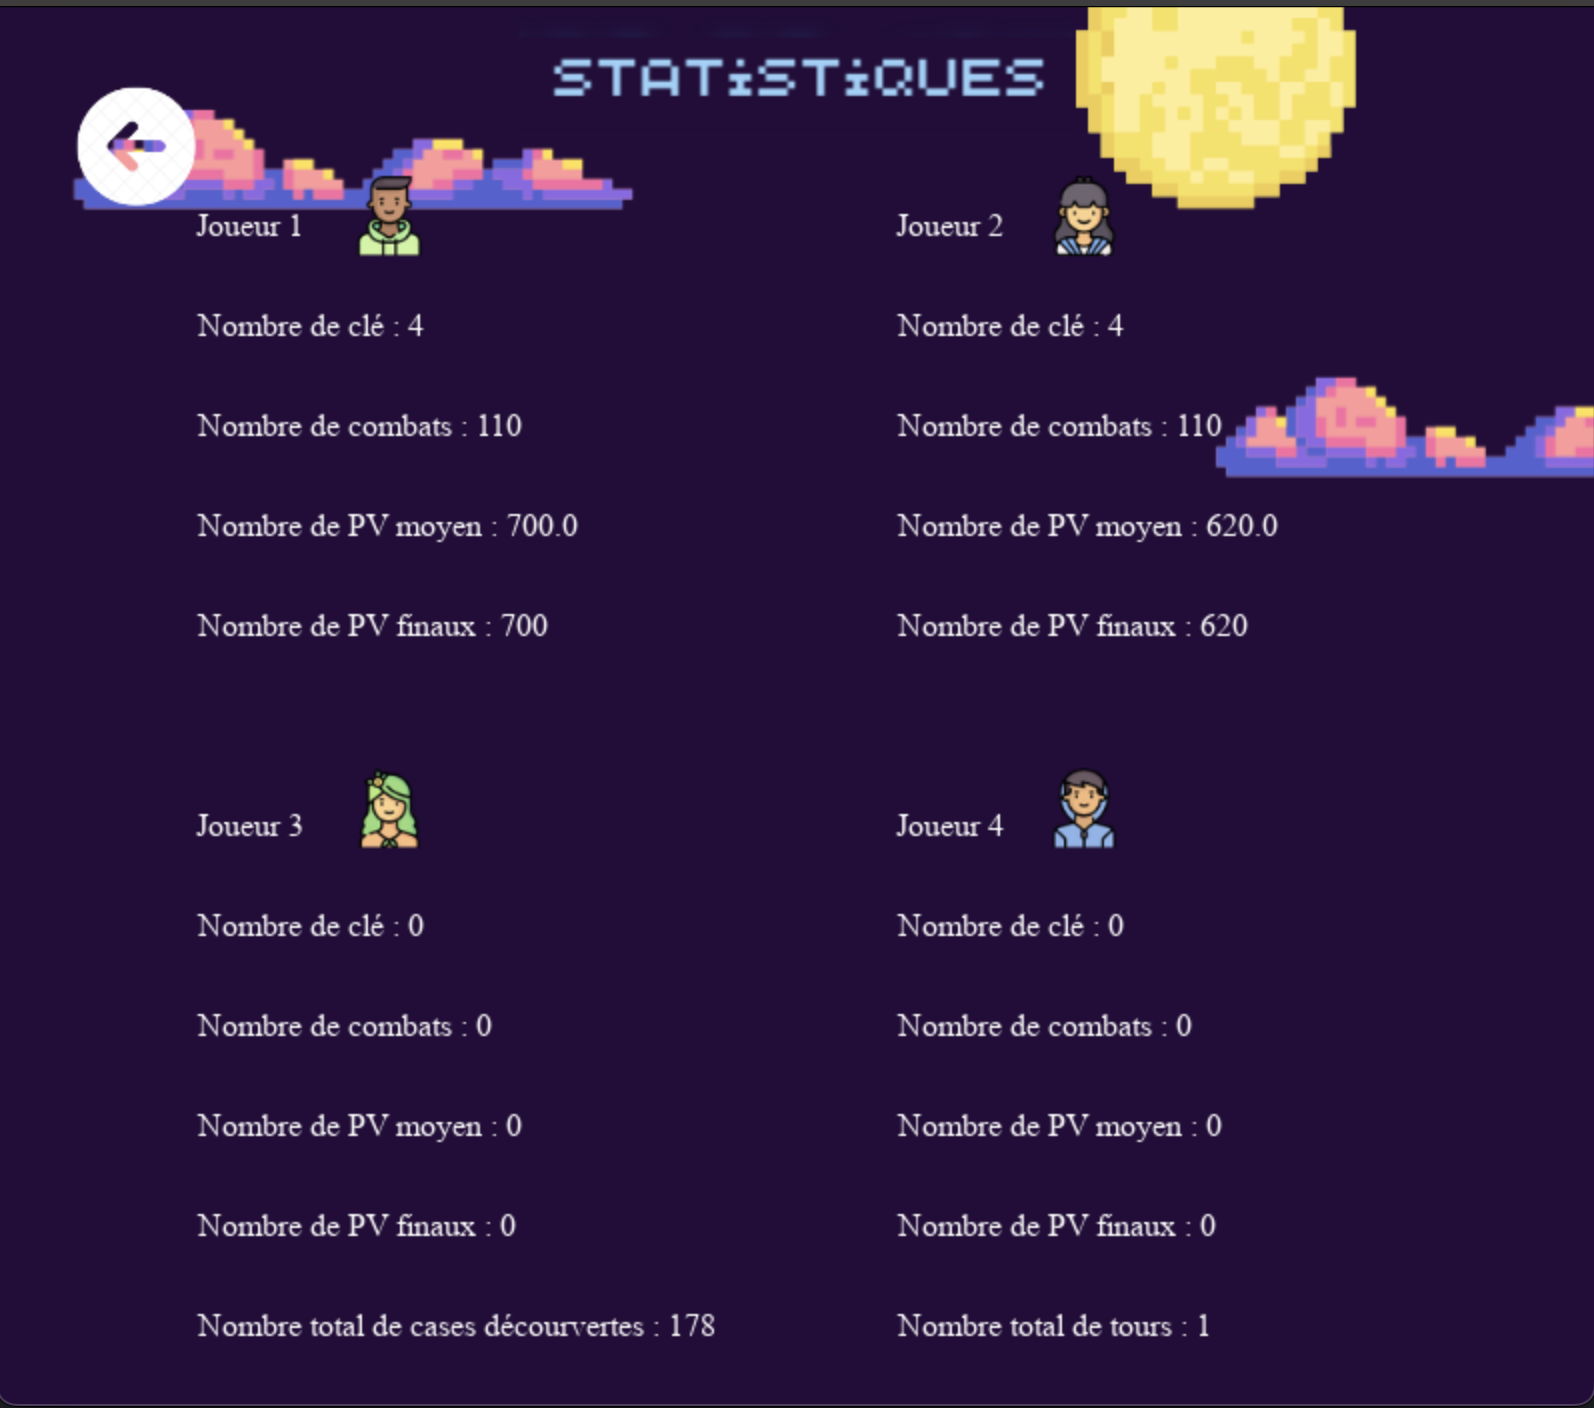 STATiSTiQUES
Joueur 1
Nombre de clé : 4
Nombre de combats : 110
Nombre de PV moyen : 700.0
Nombre de PV finaux : 700
Joueur 2
Nombre de clé : 4
Nombre de combats : 110
Nombre de PV moyen : 620.0
Nombre de PV finaux : 620
Joueur 3
Nombre de clé : 0
Nombre de combats : 0
Nombre de PV moyen : 0
Nombre de PV finaux : 0
Nombre total de cases décourvertes : 178
Joueur 4
Nombre de clé : 0
Nombre de combats : 0
Nombre de PV moyen : 0
Nombre de PV finaux : 0
Nombre total de tours : 1